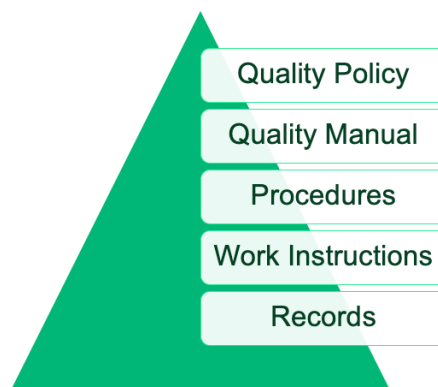 Quality Policy
Quality Manual
Procedures
Work Instructions
Records